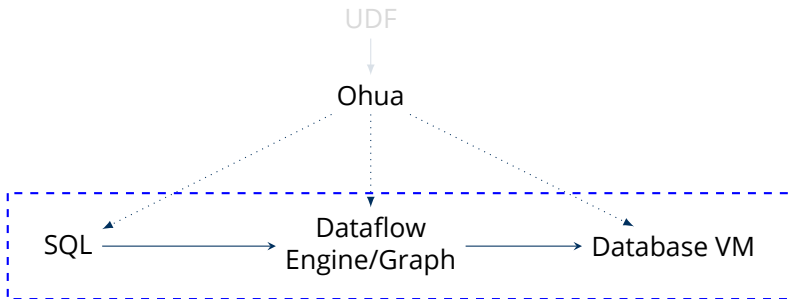 UDF
Ohua
SQL
Dataflow
Engine/Graph
Database VM